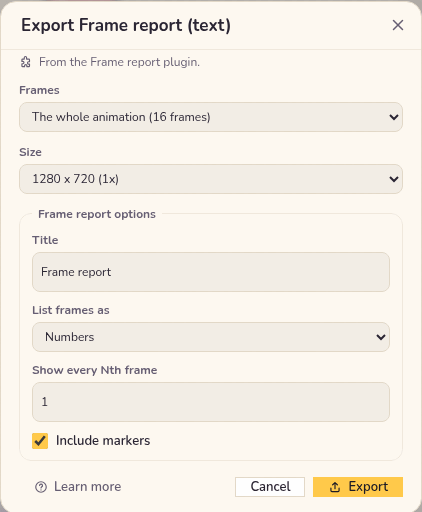 Export Frame report (text)
From the Frame report plugin.
Frames
The whole animation (16 frames)
Size
1280 x 720 (1x)
Frame report options
Title
Frame report
List frames as
Numbers
Show every Nth frame
1
Include markers
Learn more
Cancel
Export